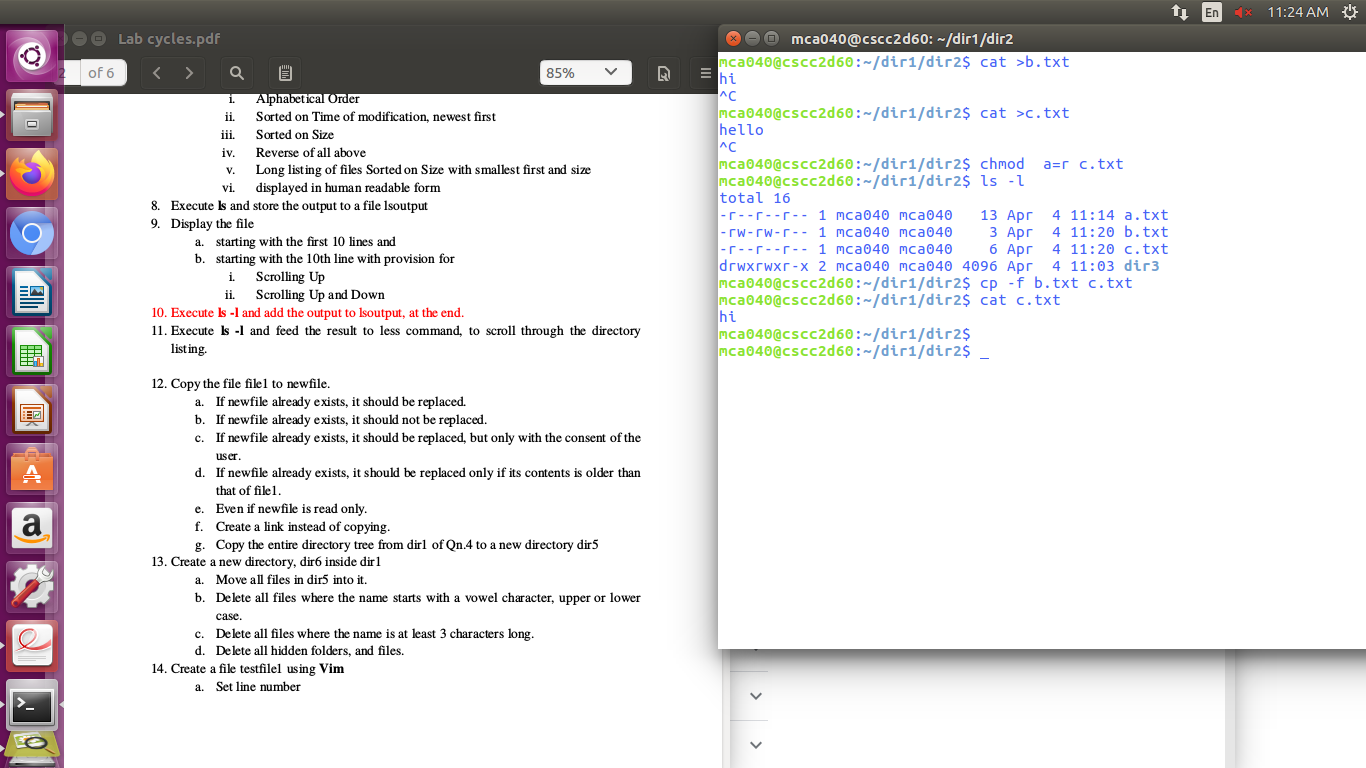 En
11:24 AM
Lab cycles.pdf
2 of 6
85%
i. Alphabetical Order
ii. Sorted on Time of modification, newest first
iii. Sorted on Size
iv. Reverse of all above
v. Long listing of files Sorted on Size with smallest first and size
vi. displayed in human readable form
8. Execute ls and store the output to a file lsoutput
9. Display the file
a. starting with the first 10 lines and
b. starting with the 10th line with provision for
i. Scrolling Up
ii. Scrolling Up and Down
10. Execute ls -l and add the output to lsoutput, at the end.
11. Execute ls -l and feed the result to less command, to scroll through the directory
listing.
12. Copy the file file1 to newfile.
a. If newfile already exists, it should be replaced.
b. If newfile already exists, it should not be replaced.
c. If newfile already exists, it should be replaced, but only with the consent of the
user.
d. If newfile already exists, it should be replaced only if its contents is older than
that of file1.
e. Even if newfile is read only.
f. Create a link instead of copying.
g. Copy the entire directory tree from dir1 of Qn.4 to a new directory dir5
13. Create a new directory, dir6 inside dir1
a. Move all files in dir5 into it.
b. Delete all files where the name starts with a vowel character, upper or lower
case.
c. Delete all files where the name is at least 3 characters long.
d. Delete all hidden folders, and files.
14. Create a file testfile1 using Vim
a. Set line number
mca040@cscc2d60: ~/dir1/dir2
mca040@cscc2d60:~/dir1/dir2$ cat >b.txt
hi
^C
mca040@cscc2d60:~/dir1/dir2$ cat >c.txt
hello
^C
mca040@cscc2d60:~/dir1/dir2$ chmod  a=r c.txt
mca040@cscc2d60:~/dir1/dir2$ ls -l
total 16
-r--r--r-- 1 mca040 mca040   13 Apr  4 11:14 a.txt
-rw-rw-r-- 1 mca040 mca040    3 Apr  4 11:20 b.txt
-r--r--r-- 1 mca040 mca040    6 Apr  4 11:20 c.txt
drwxrwxr-x 2 mca040 mca040 4096 Apr  4 11:03 dir3
mca040@cscc2d60:~/dir1/dir2$ cp -f b.txt c.txt
mca040@cscc2d60:~/dir1/dir2$ cat c.txt
hi
mca040@cscc2d60:~/dir1/dir2$
mca040@cscc2d60:~/dir1/dir2$ _